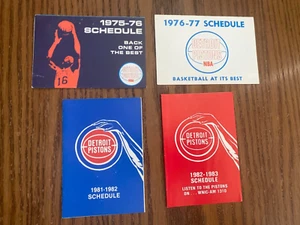 1975-76
SCHEDULE
BACK
ONE OF
THE BEST
16
1976-77 SCHEDULE
DETROIT
PISTONS
NBA
BASKETBALL AT ITS BEST
DETROIT
PISTONS
1981-1982
SCHEDULE
DETROIT
PISTONS
1982-1983
SCHEDULE
LISTEN TO THE PISTONS
ON WWJ-AM 1310